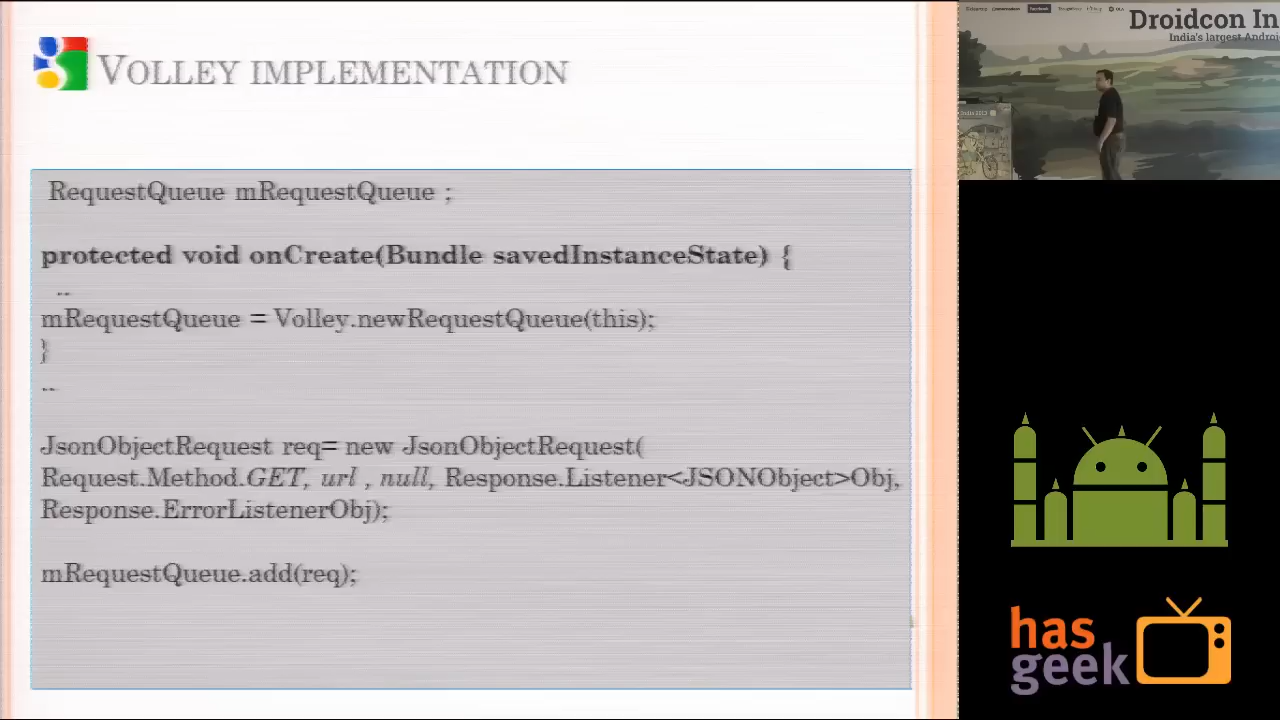 VOLLEY IMPLEMENTATION
RequestQueue mRequestQueue ;
protected void onCreate(Bundle savedInstanceState) {
..
mRequestQueue = Volley.newRequestQueue(this);
}
..
JsonObjectRequest req= new JsonObjectRequest(
Request.Method.GET, url , null, Response.Listener<JSONObject>Obj,
Response.ErrorListenerObj);
mRequestQueue.add(req);
Droidcon In
India's largest Androi
has
geek